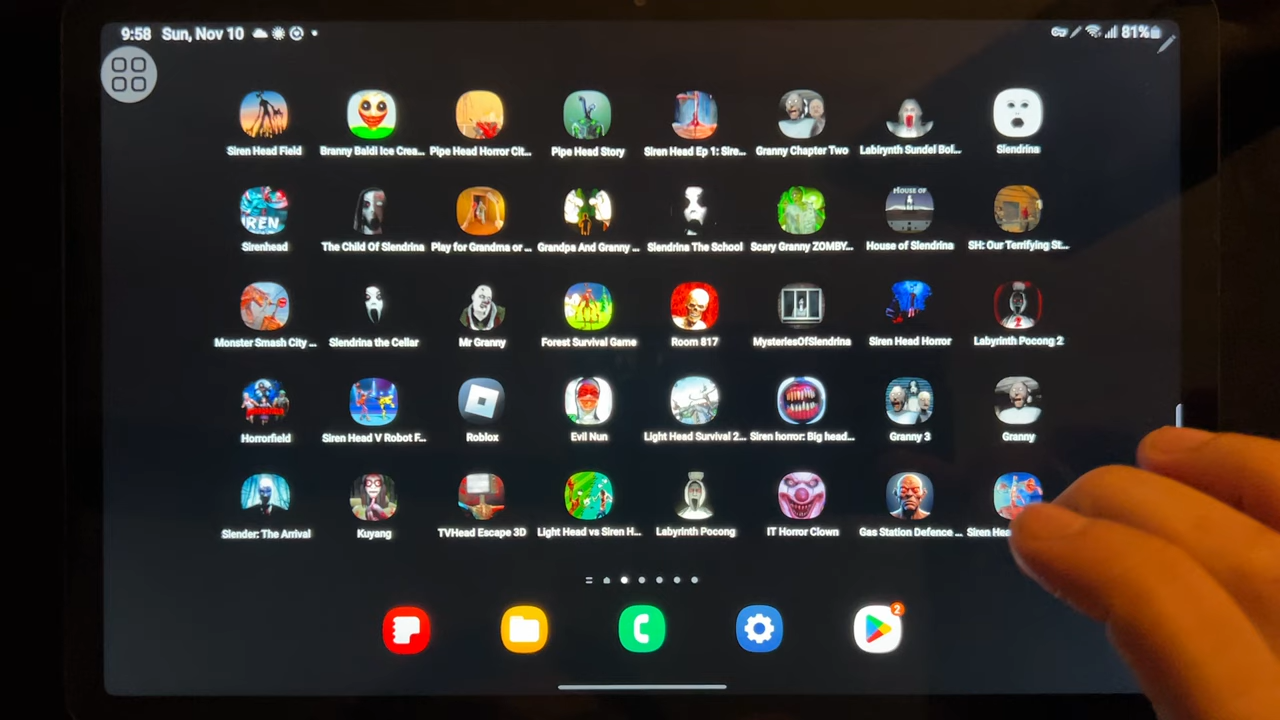 9:58 Sun, Nov 10 81%
Siren Head Field Branny Baldi Ice Crea... Pipe Head Horror Cit... Pipe Head Story Siren Head Ep 1: Sire... Granny Chapter Two Labirynth Sundel Bol... Slendrina
REN
HOUSE OF
Sirenhead The Child Of Slendrina Play for Grandma or ... Grandpa And Granny ... Slendrina The School Scary Granny ZOMBY... House of Slendrina SH: Our Terrifying St...
2
Monster Smash City ... Slendrina the Cellar Mr Granny Forest Survival Game Room 817 MysteriesOfSlendrina Siren Head Horror Labyrinth Pocong 2
Horrorfield Siren Head V Robot F... Roblox Evil Nun Light Head Survival 2... Siren horror: Big head... Granny 3 Granny
Slender: The Arrival Kuyang TVHead Escape 3D Light Head vs Siren H... Labyrinth Pocong IT Horror Clown Gas Station Defence ... Siren Hea
2